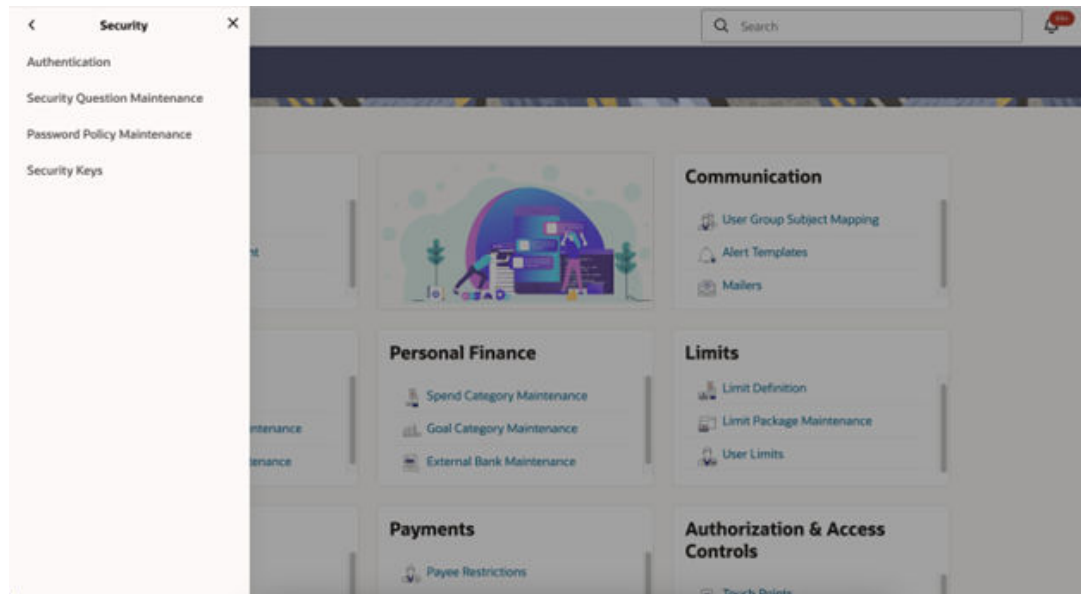 Security
Search
Authentication
Security Question Maintenance
Password Policy Maintenance
Security Keys
Communication
User Group Subject Mapping
Alert Templates
Mailers
Personal Finance
Spend Category Maintenance
Goal Category Maintenance
External Bank Maintenance
Limits
Limit Definition
Limit Package Maintenance
User Limits
Payments
Payee Restrictions
Authorization & Access
Controls
Touch Points